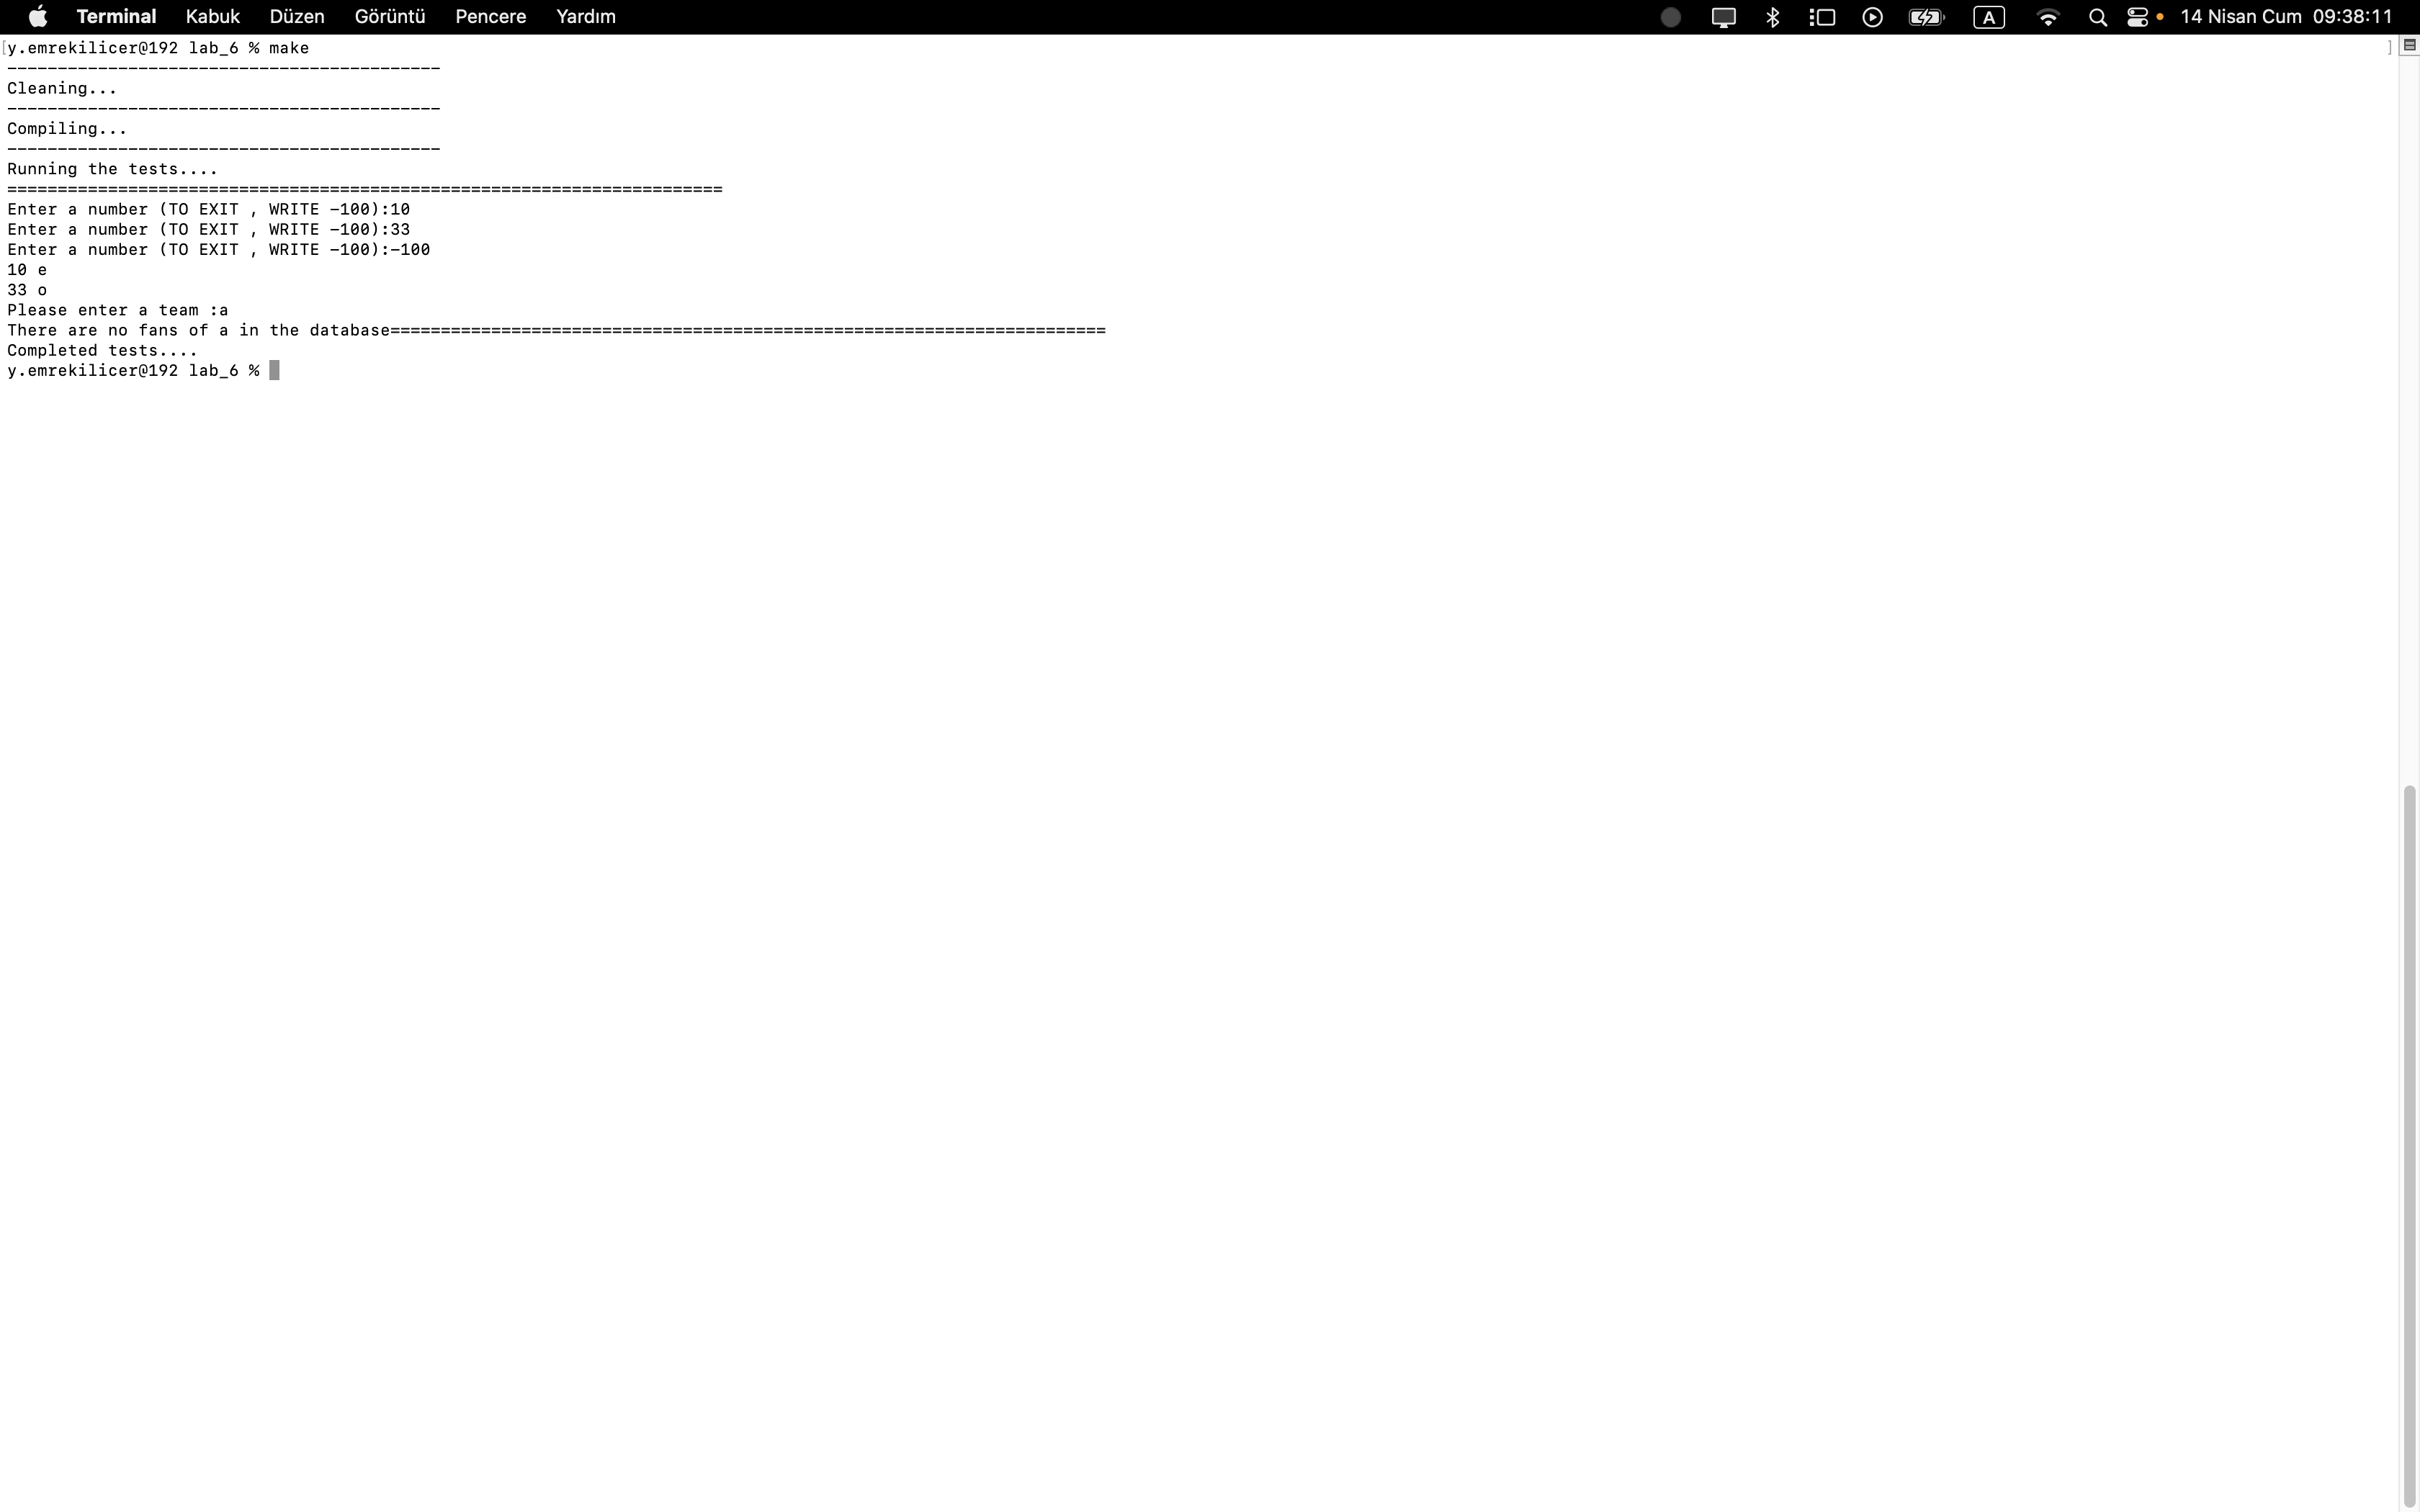 Terminal Kabuk Düzen Görüntü Pencere Yardım A 14 Nisan Cum 09:38:11
[y.emrekilicer@192 lab_6 % make ]
-------------------------------------------
Cleaning...
-------------------------------------------
Compiling...
-------------------------------------------
Running the tests....
=======================================================================
Enter a number (TO EXIT , WRITE -100):10
Enter a number (TO EXIT , WRITE -100):33
Enter a number (TO EXIT , WRITE -100):-100
10 e
33 o
Please enter a team :a
There are no fans of a in the database=======================================================================
Completed tests....
y.emrekilicer@192 lab_6 %